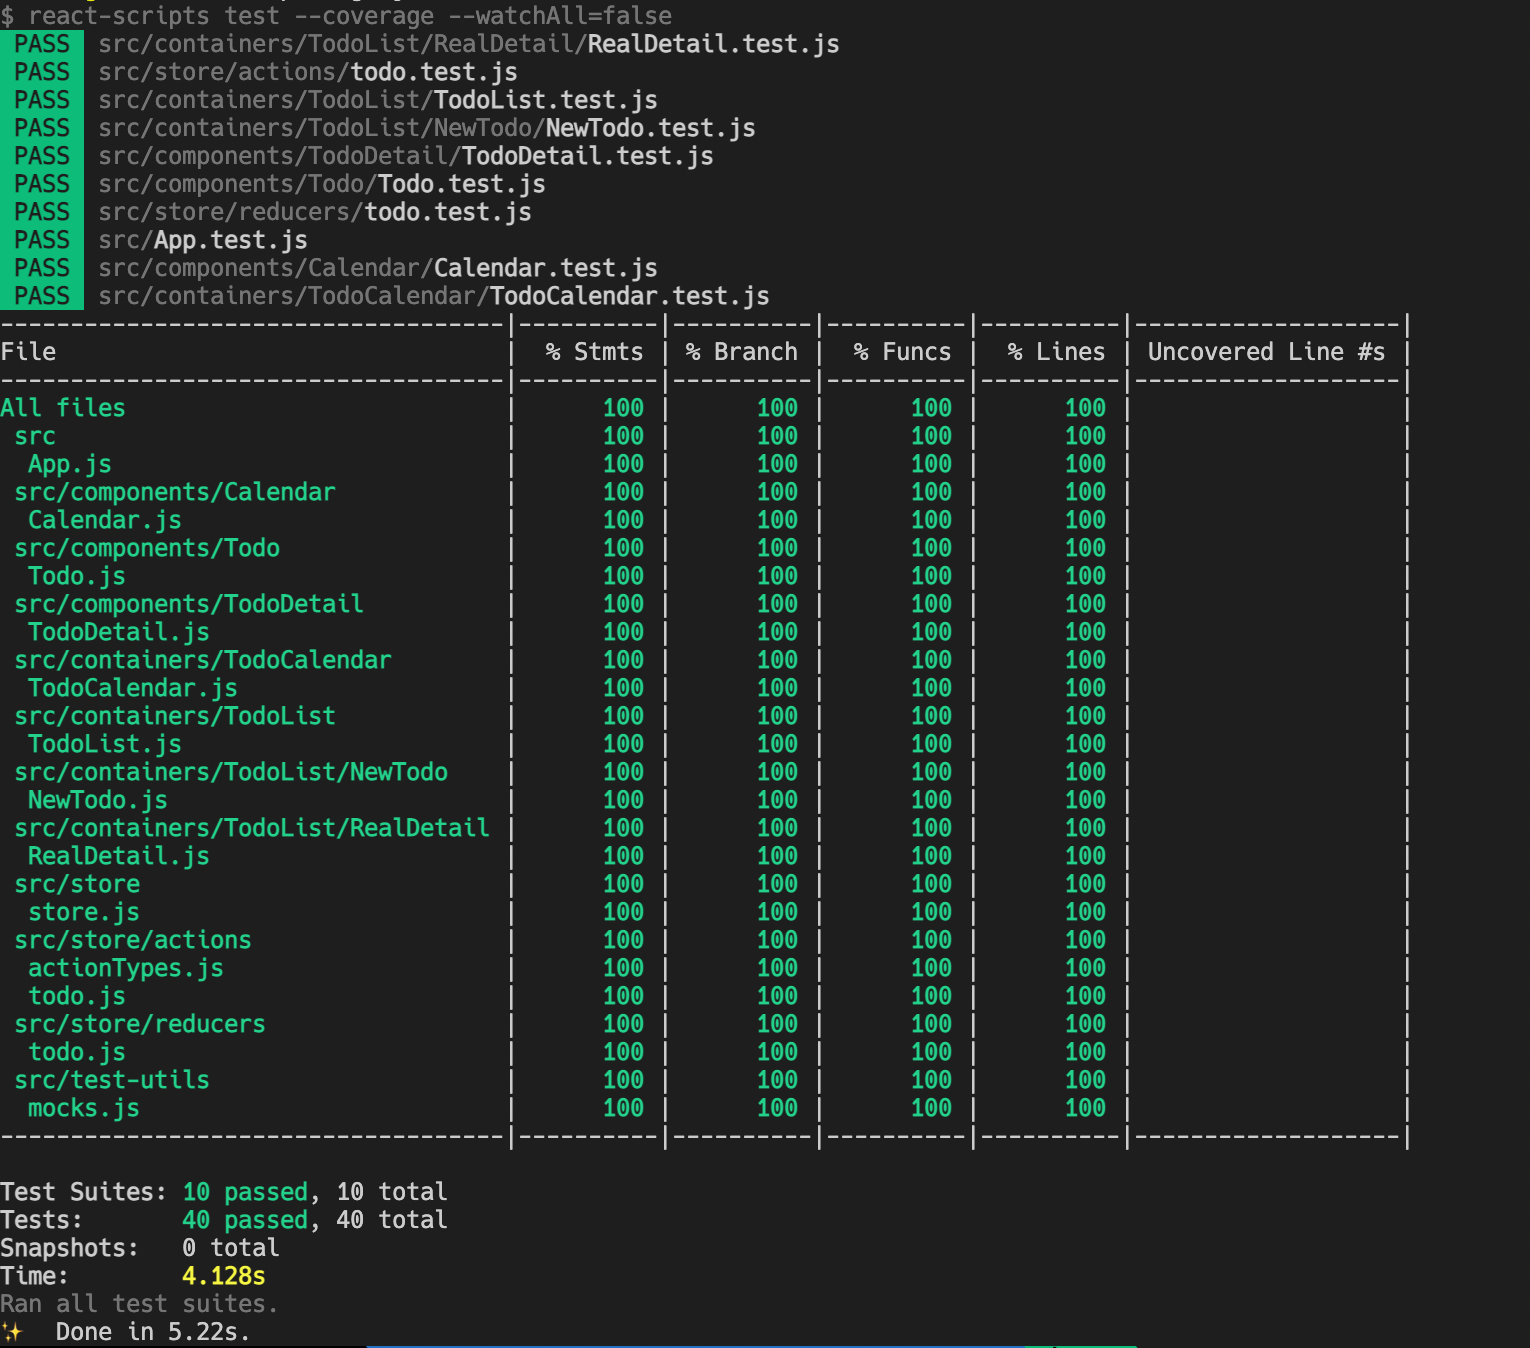 $ react-scripts test --coverage --watchAll=false
PASS  src/containers/TodoList/RealDetail/RealDetail.test.js
PASS  src/store/actions/todo.test.js
PASS  src/containers/TodoList/TodoList.test.js
PASS  src/containers/TodoList/NewTodo/NewTodo.test.js
PASS  src/components/TodoDetail/TodoDetail.test.js
PASS  src/components/Todo/Todo.test.js
PASS  src/store/reducers/todo.test.js
PASS  src/App.test.js
PASS  src/components/Calendar/Calendar.test.js
PASS  src/containers/TodoCalendar/TodoCalendar.test.js
------------------------------------|----------|----------|----------|----------|-------------------|
File                                |  % Stmts | % Branch |  % Funcs |  % Lines | Uncovered Line #s |
------------------------------------|----------|----------|----------|----------|-------------------|
All files                           |      100 |      100 |      100 |      100 |                   |
 src                                |      100 |      100 |      100 |      100 |                   |
  App.js                            |      100 |      100 |      100 |      100 |                   |
 src/components/Calendar            |      100 |      100 |      100 |      100 |                   |
  Calendar.js                       |      100 |      100 |      100 |      100 |                   |
 src/components/Todo                |      100 |      100 |      100 |      100 |                   |
  Todo.js                           |      100 |      100 |      100 |      100 |                   |
 src/components/TodoDetail          |      100 |      100 |      100 |      100 |                   |
  TodoDetail.js                     |      100 |      100 |      100 |      100 |                   |
 src/containers/TodoCalendar        |      100 |      100 |      100 |      100 |                   |
  TodoCalendar.js                   |      100 |      100 |      100 |      100 |                   |
 src/containers/TodoList            |      100 |      100 |      100 |      100 |                   |
  TodoList.js                       |      100 |      100 |      100 |      100 |                   |
 src/containers/TodoList/NewTodo    |      100 |      100 |      100 |      100 |                   |
  NewTodo.js                        |      100 |      100 |      100 |      100 |                   |
 src/containers/TodoList/RealDetail |      100 |      100 |      100 |      100 |                   |
  RealDetail.js                     |      100 |      100 |      100 |      100 |                   |
 src/store                          |      100 |      100 |      100 |      100 |                   |
  store.js                          |      100 |      100 |      100 |      100 |                   |
 src/store/actions                  |      100 |      100 |      100 |      100 |                   |
  actionTypes.js                    |      100 |      100 |      100 |      100 |                   |
  todo.js                           |      100 |      100 |      100 |      100 |                   |
 src/store/reducers                 |      100 |      100 |      100 |      100 |                   |
  todo.js                           |      100 |      100 |      100 |      100 |                   |
 src/test-utils                     |      100 |      100 |      100 |      100 |                   |
  mocks.js                          |      100 |      100 |      100 |      100 |                   |
------------------------------------|----------|----------|----------|----------|-------------------|
Test Suites: 10 passed, 10 total
Tests:       40 passed, 40 total
Snapshots:   0 total
Time:        4.128s
Ran all test suites.
✨  Done in 5.22s.